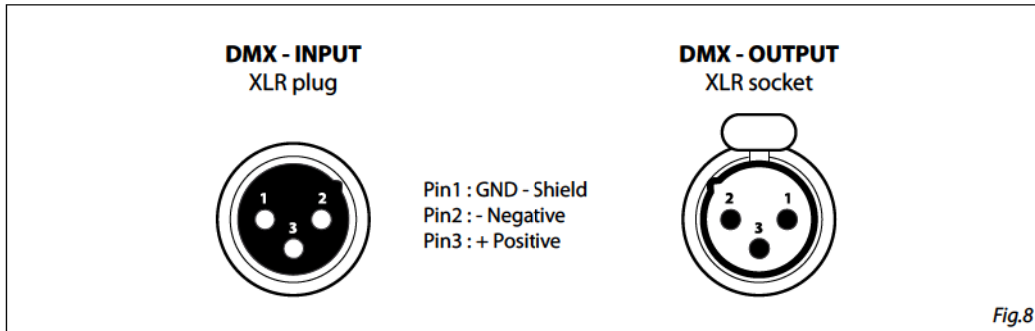 DMX - INPUT
XLR plug
1
2
3
Pin1 : GND - Shield
Pin2 : - Negative
Pin3 : + Positive
DMX - OUTPUT
XLR socket
2
1
3
Fig.8